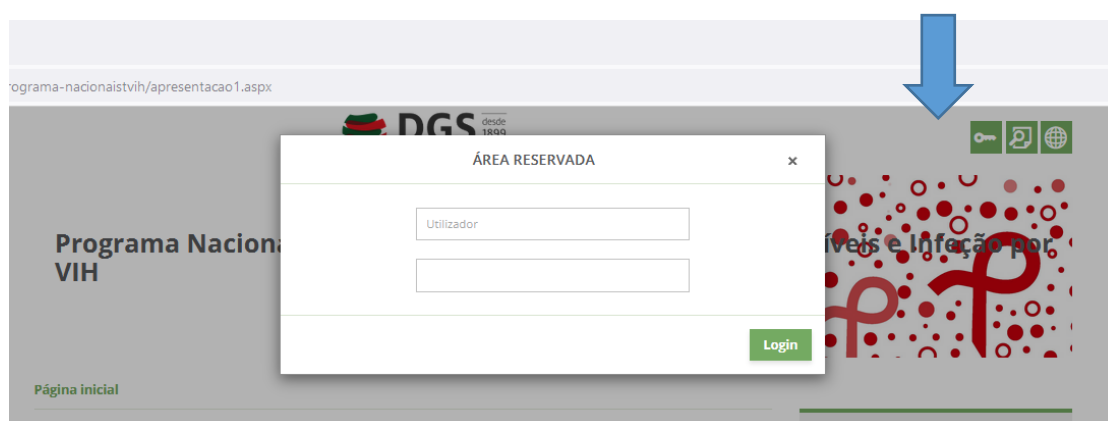 rograma-nacionaistvih/apresentacao1.aspx
DGS desde
1899
ÁREA RESERVADA ×
Utilizador
Programa Naciona
íveis e Infeção por
VIH
Login
Página inicial